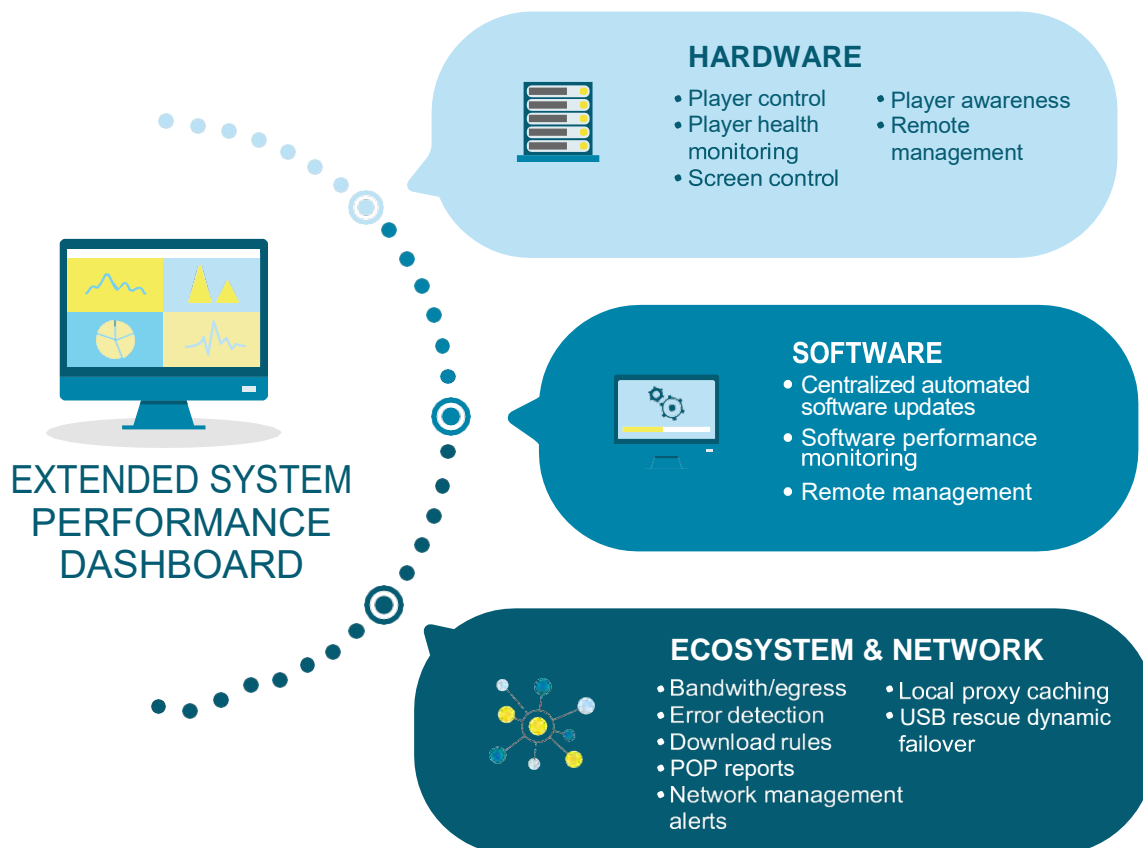 HARDWARE
• Player control
• Player health
monitoring
• Screen control
• Player awareness
• Remote
management
EXTENDED SYSTEM
PERFORMANCE
DASHBOARD
SOFTWARE
• Centralized automated
software updates
• Software performance
monitoring
• Remote management
ECOSYSTEM & NETWORK
• Bandwith/egress
• Error detection
• Download rules
• POP reports
• Network management
alerts
• Local proxy caching
• USB rescue dynamic
failover